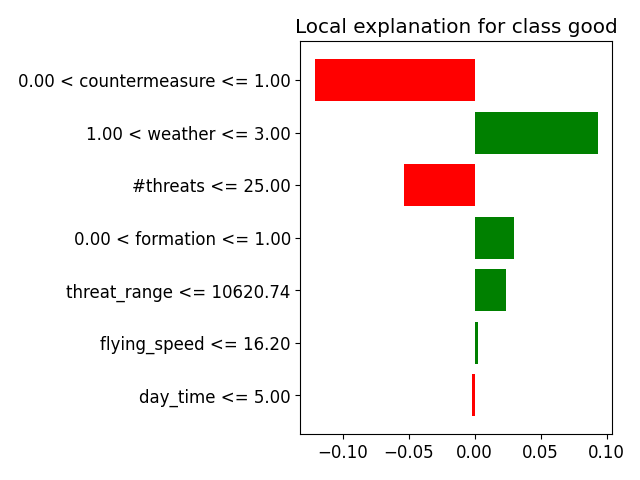 Local explanation for class good
0.00 < countermeasure <= 1.00
1.00 < weather <= 3.00
#threats <= 25.00
0.00 < formation <= 1.00
threat_range <= 10620.74
flying_speed <= 16.20
day_time <= 5.00
−0.10 −0.05 0.00 0.05 0.10